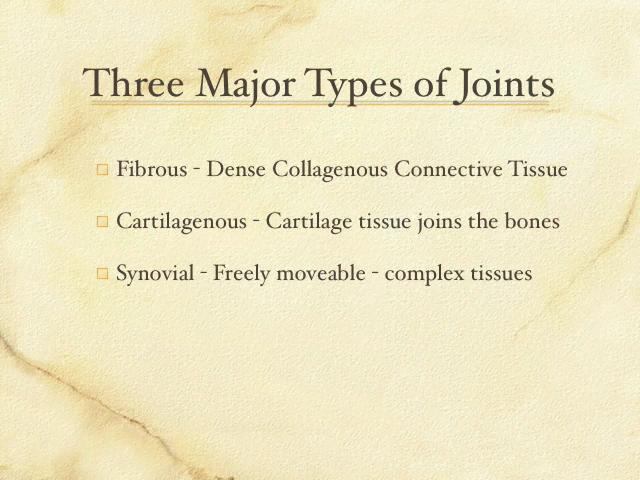 Three Major Types of Joints
Fibrous - Dense Collagenous Connective Tissue
Cartilagenous - Cartilage tissue joins the bones
Synovial - Freely moveable - complex tissues